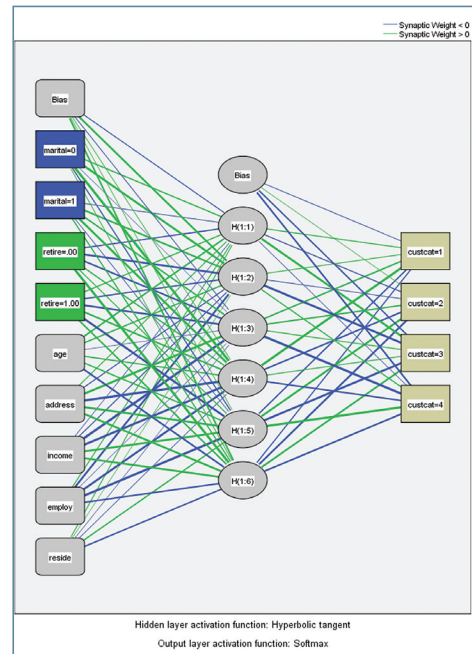 Synaptic Weight < 0
Synaptic Weight > 0
Bias
marital=0
marital=1
retire=.00
retire=1.00
age
address
income
employ
reside
Bias
H(1:1)
H(1:2)
H(1:3)
H(1:4)
H(1:5)
H(1:6)
custcat=1
custcat=2
custcat=3
custcat=4
Hidden layer activation function: Hyperbolic tangent
Output layer activation function: Softmax